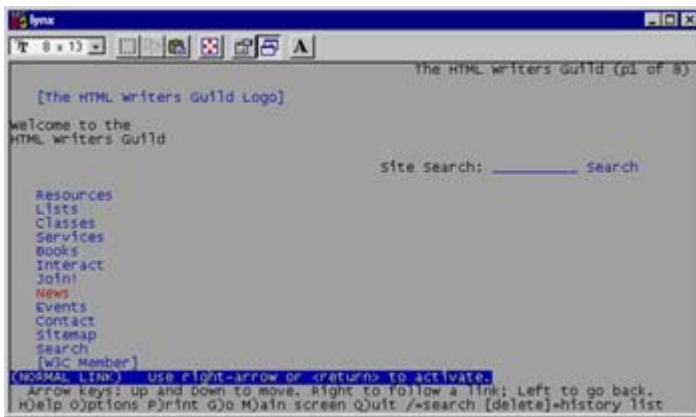 lynx
8 x 13
A
The HTML Writers Guild (p1 of 8)
[The HTML Writers Guild Logo]
Welcome to the
HTML Writers Guild
Site Search: __________ Search
Resources
Lists
Classes
Services
Books
Interact
Join!
News
Events
Contact
Sitemap
Search
[W3C Member]
(NORMAL LINK) Use right-arrow or <return> to activate.
Arrow keys: Up and Down to move. Right to follow a link; Left to go back.
H)elp O)ptions P)rint G)o M)ain screen Q)uit /=search [delete]=history list